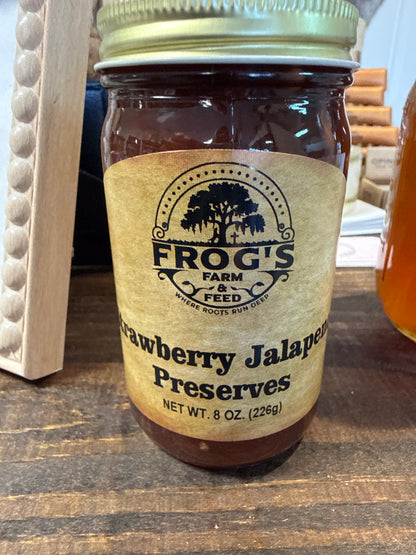 FROG'S
FARM
&
FEED
WHERE ROOTS RUN DEEP
trawberry Jalapen
Preserves
NET WT. 8 OZ. (226g)